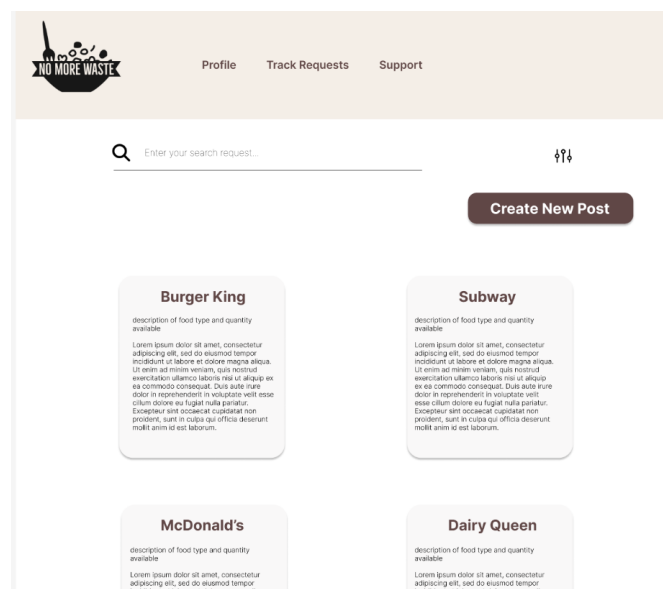 NO MORE WASTE
Profile
Track Requests
Support
Enter your search request...
Create New Post
Burger King
description of food type and quantity
available
Lorem ipsum dolor sit amet, consectetur
adipiscing elit, sed do eiusmod tempor
incididunt ut labore et dolore magna aliqua.
Ut enim ad minim veniam, quis nostrud
exercitation ullamco laboris nisi ut aliquip ex
ea commodo consequat. Duis aute irure
dolor in reprehenderit in voluptate velit esse
cillum dolore eu fugiat nulla pariatur.
Excepteur sint occaecat cupidatat non
proident, sunt in culpa qui officia deserunt
mollit anim id est laborum.
Subway
description of food type and quantity
available
Lorem ipsum dolor sit amet, consectetur
adipiscing elit, sed do eiusmod tempor
incididunt ut labore et dolore magna aliqua.
Ut enim ad minim veniam, quis nostrud
exercitation ullamco laboris nisi ut aliquip
ex ea commodo consequat. Duis aute irure
dolor in reprehenderit in voluptate velit
esse cillum dolore eu fugiat nulla pariatur.
Excepteur sint occaecat cupidatat non
proident, sunt in culpa qui officia deserunt
mollit anim id est laborum.
McDonald's
description of food type and quantity
available
Lorem ipsum dolor sit amet, consectetur
adipiscing elit, sed do eiusmod tempor
Dairy Queen
description of food type and quantity
available
Lorem ipsum dolor sit amet, consectetur
adipiscing elit, sed do eiusmod tempor